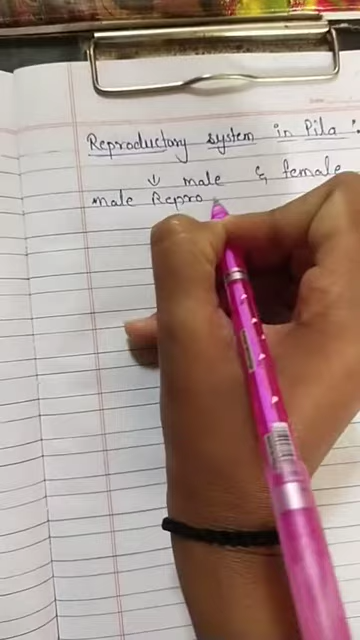 Reproductory system in Pila :
↓ male & female
male Repro